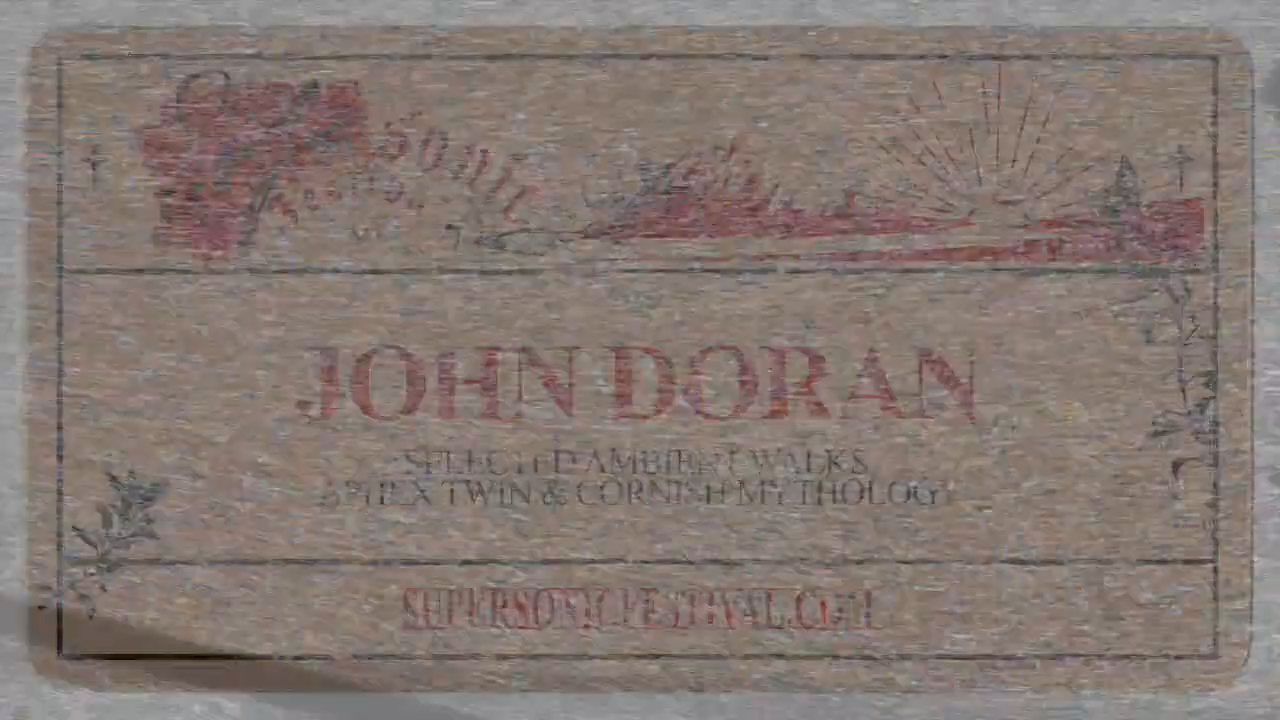 JOHN DORAN
SELECTED AMBIENT WALKS
APHEX TWIN & CORNISH MYTHOLOGY
SUPERSONICFESTIVAL.COM